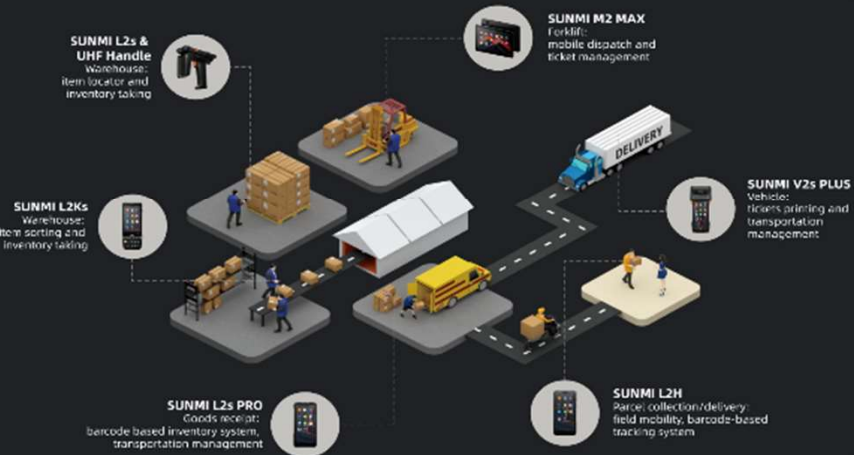 SUNMI L2s &
UHF Handle
Warehouse:
item locator and
inventory taking
SUNMI M2 MAX
Forklift:
mobile dispatch and
ticket management
DELIVERY
SUNMI V2s PLUS
Vehicle:
tickets printing and
transportation
management
SUNMI L2Ks
Warehouse:
item sorting and
inventory taking
SUNMI L2s PRO
Goods receipt:
barcode based inventory system,
transportation management
SUNMI L2H
Parcel collection/delivery:
field mobility, barcode-based
tracking system